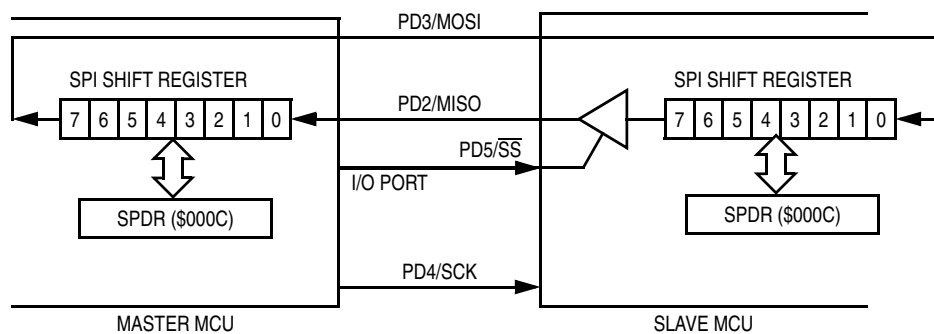 PD3/MOSI
SPI SHIFT REGISTER
SPI SHIFT REGISTER
7 6 5 4 3 2 1 0
PD2/MISO
7 6 5 4 3 2 1 0
PD5/S̅S̅
I/O PORT
SPDR ($000C)
SPDR ($000C)
PD4/SCK
MASTER MCU
SLAVE MCU